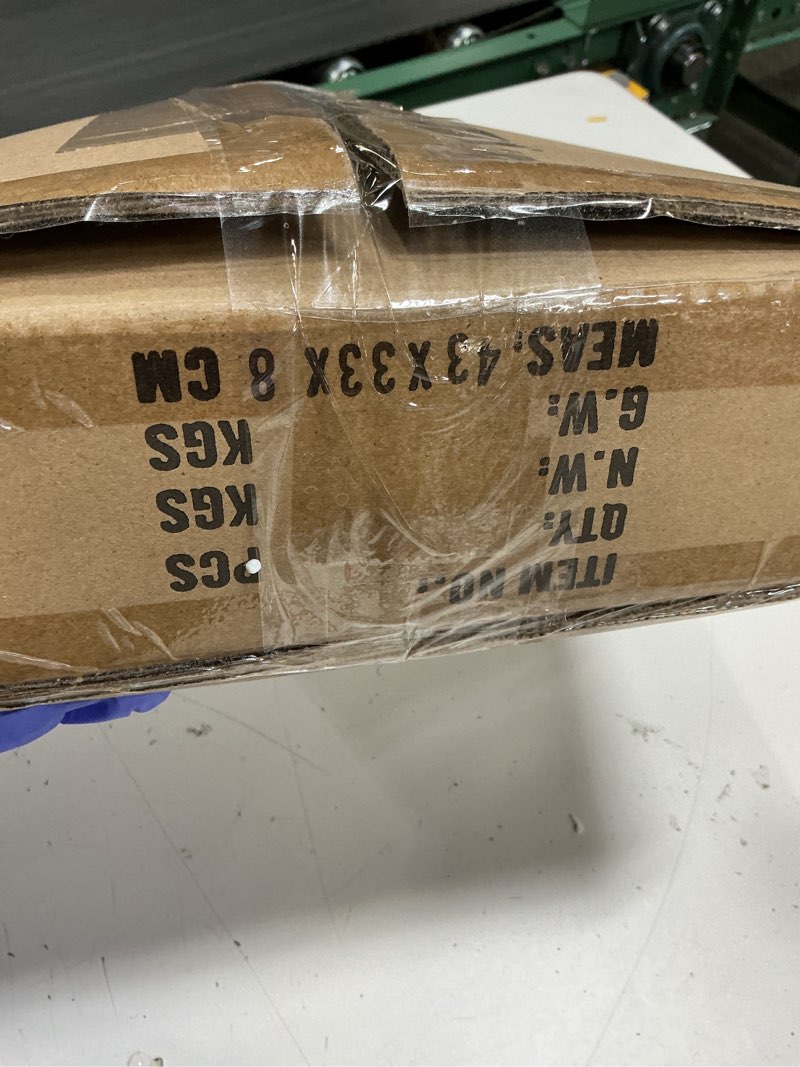 ITEM NO.:
QTY: PCS
N.W: KGS
G.W: KGS
MEAS. 43X33X 8 CM